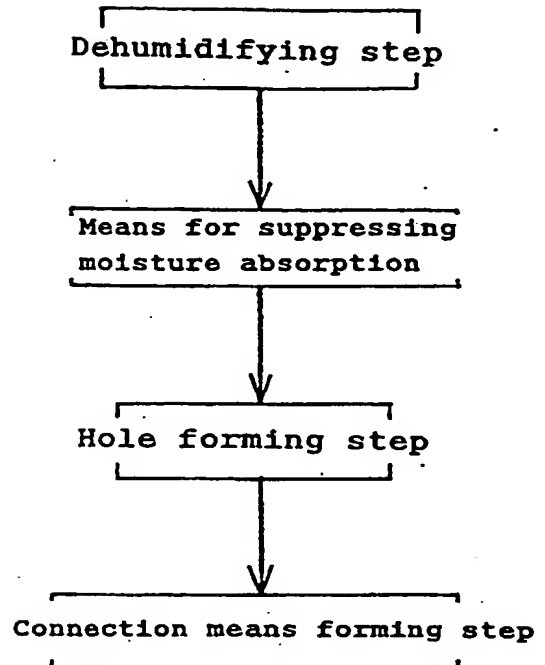 Dehumidifying step
Means for suppressing
moisture absorption
Hole forming step
Connection means forming step